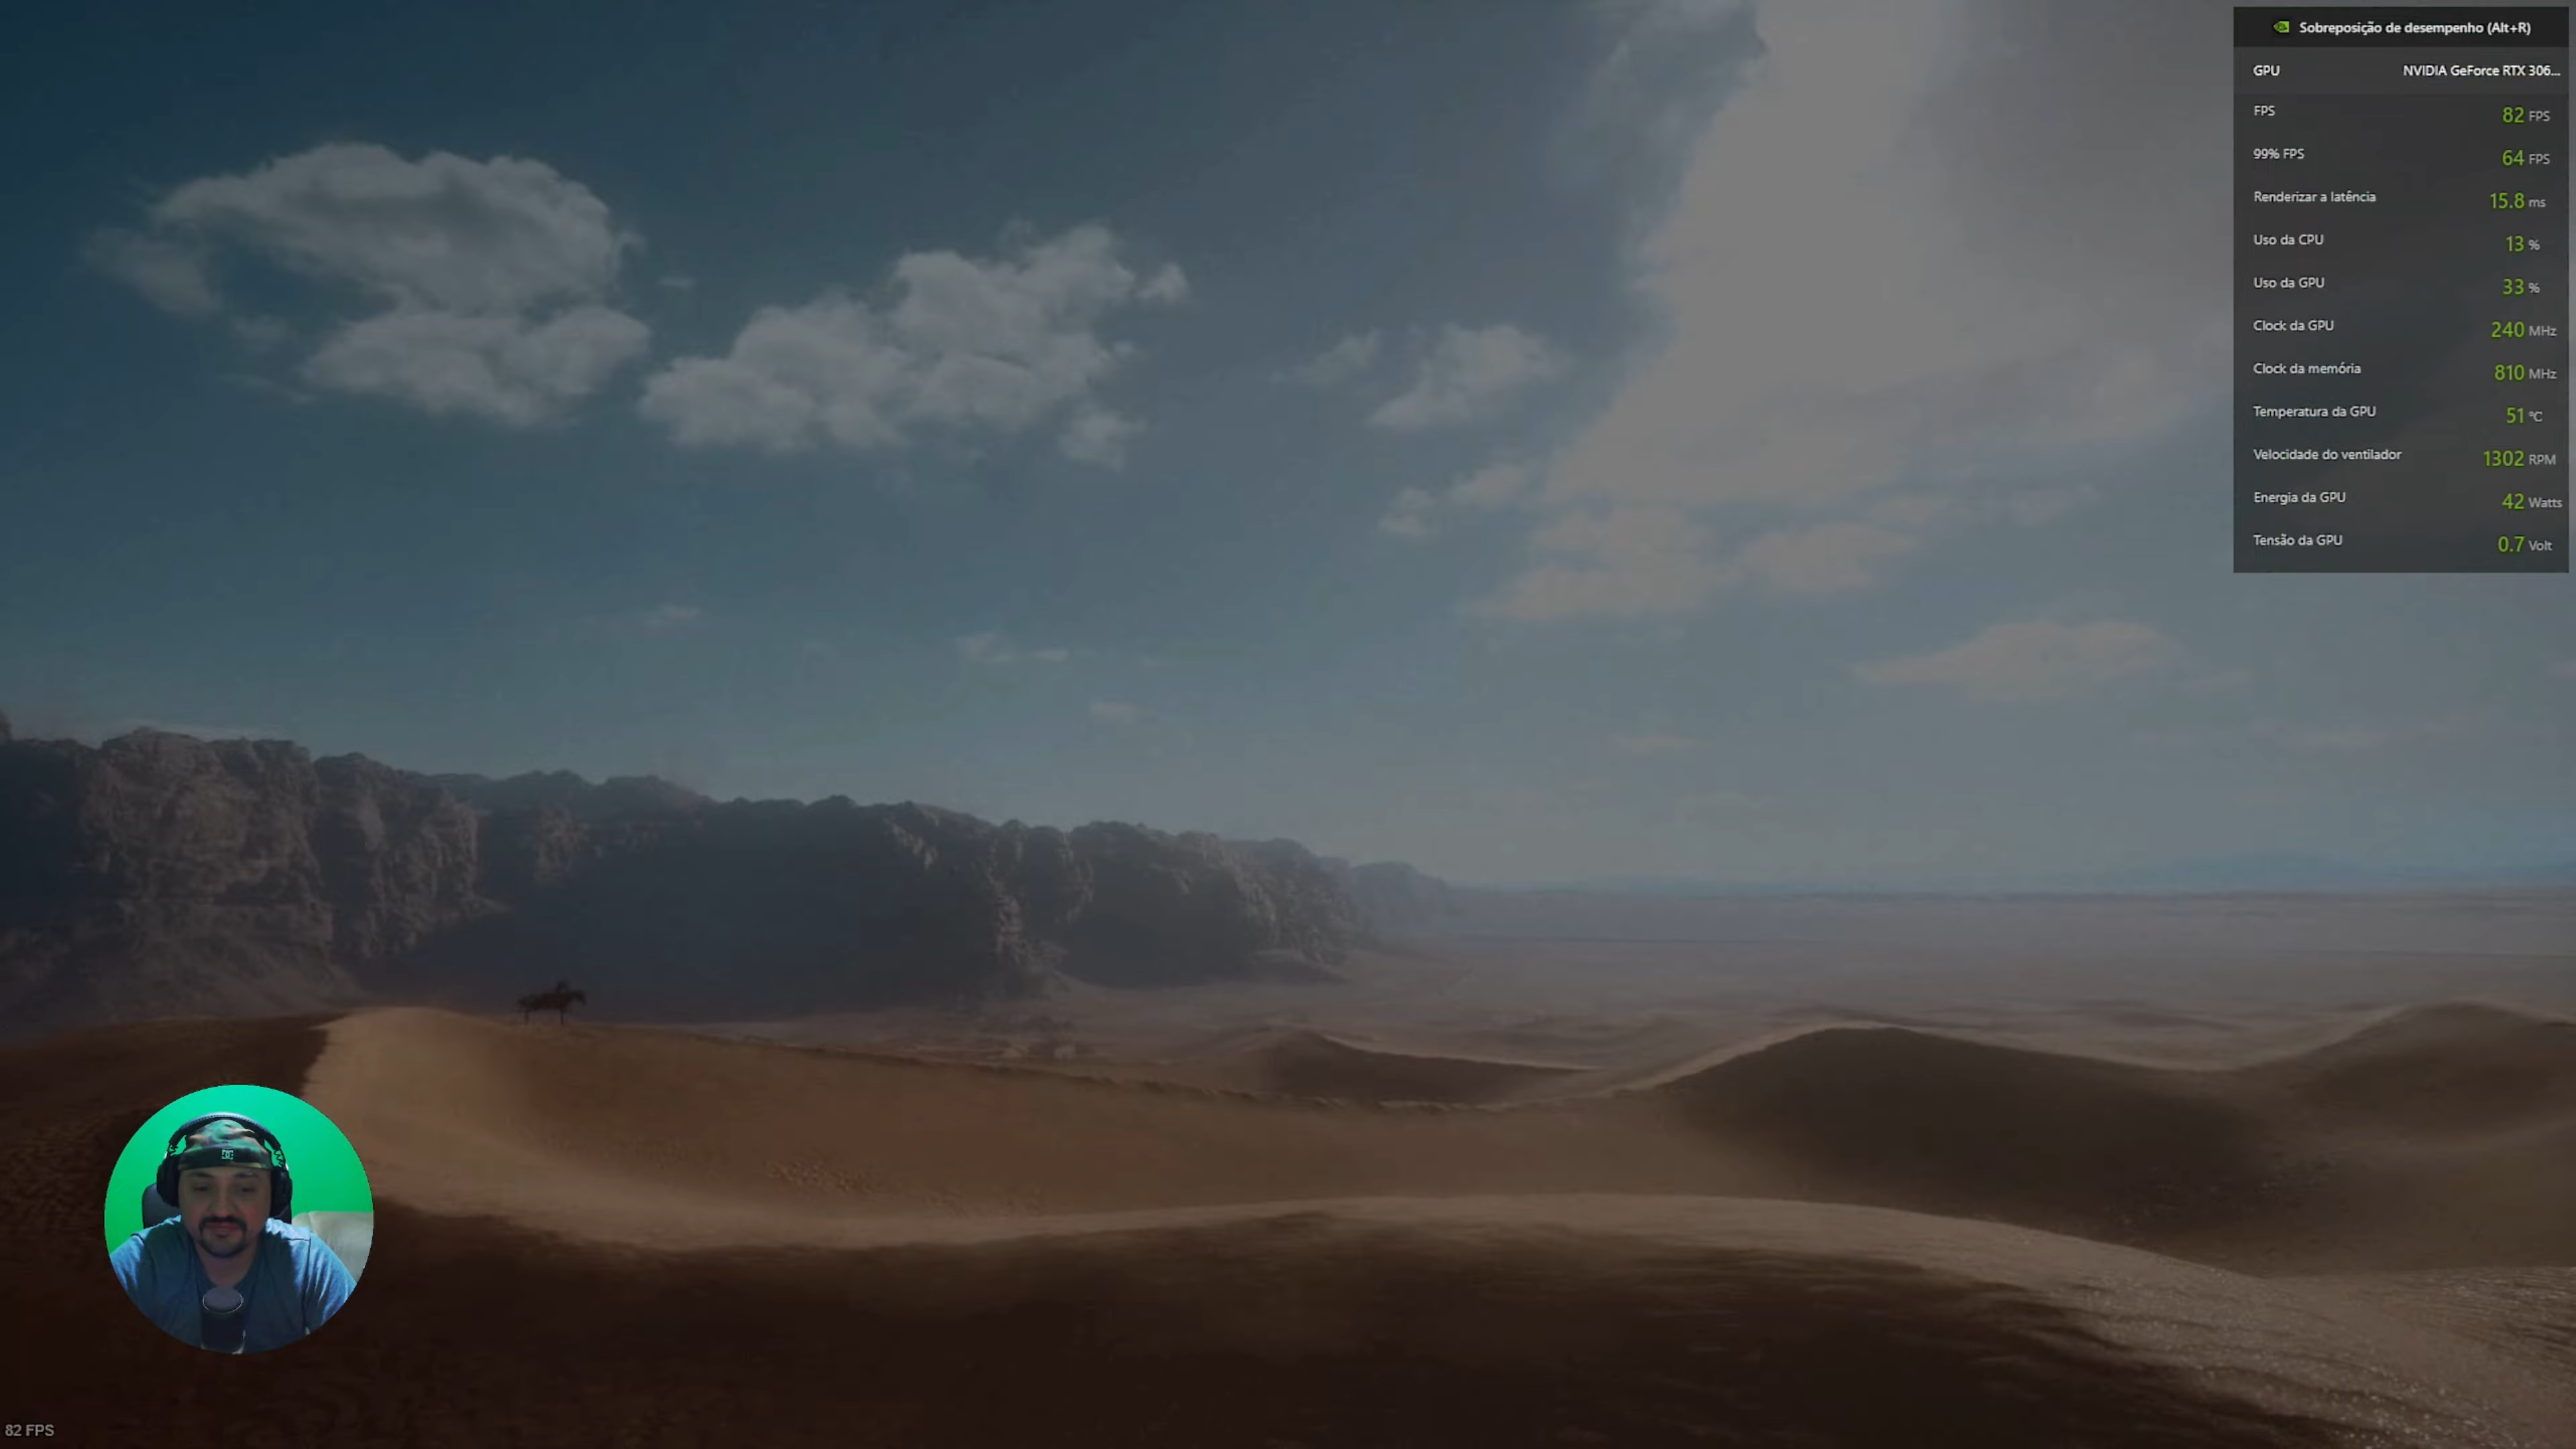 Sobreposição de desempenho (Alt+R)
GPU NVIDIA GeForce RTX 306...
FPS 82 FPS
99% FPS 64 FPS
Renderizar a latência 15.8 ms
Uso da CPU 13 %
Uso da GPU 33 %
Clock da GPU 240 MHz
Clock da memória 810 MHz
Temperatura da GPU 51 °C
Velocidade do ventilador 1302 RPM
Energia da GPU 42 Watts
Tensão da GPU 0.7 Volt
82 FPS